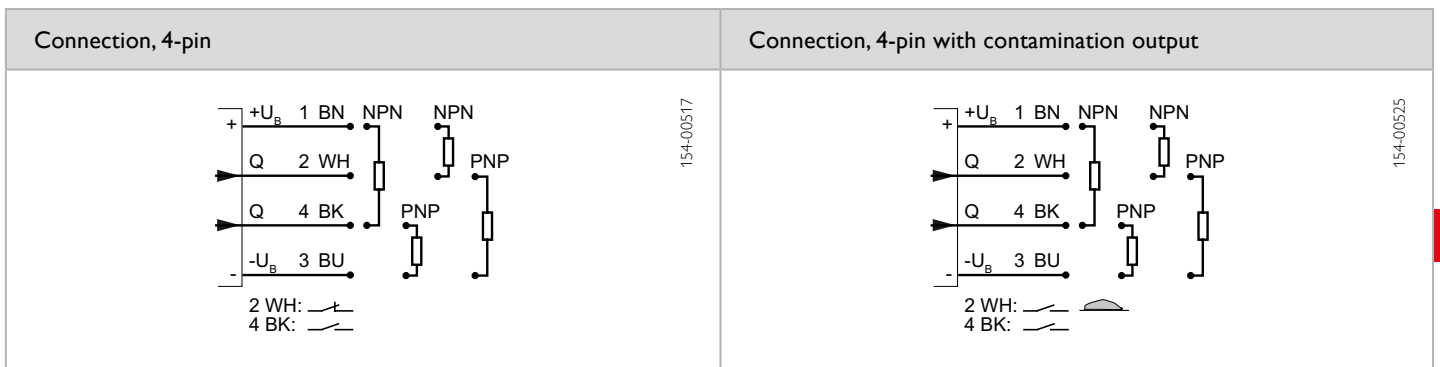 Connection, 4-pin
+U_B 1 BN NPN NPN
+
Q 2 WH PNP
Q 4 BK PNP
-U_B 3 BU
-
2 WH:
4 BK:
154-00517
Connection, 4-pin with contamination output
+U_B 1 BN NPN NPN
+
Q 2 WH PNP
Q 4 BK PNP
-U_B 3 BU
-
2 WH:
4 BK:
154-00525